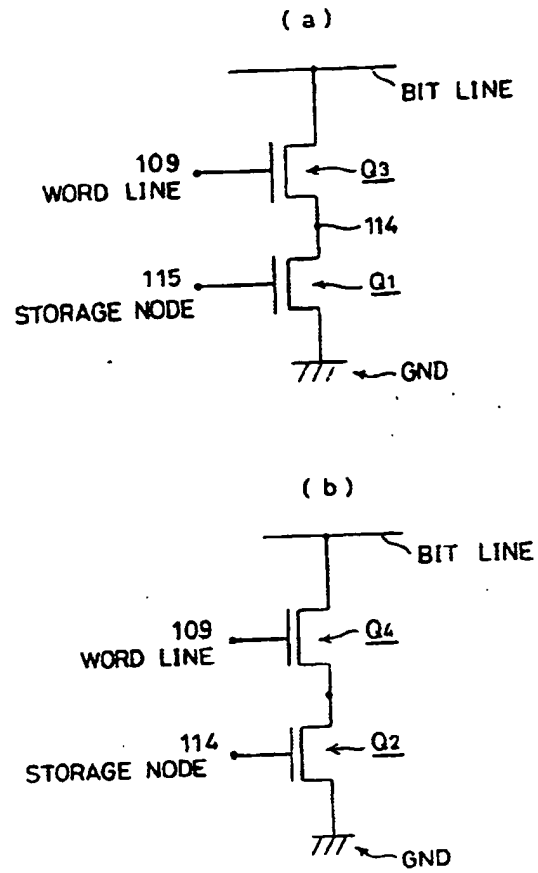 (a)
BIT LINE
109
WORD LINE
Q3
114
115
STORAGE NODE
Q1
GND
(b)
BIT LINE
109
WORD LINE
Q4
114
STORAGE NODE
Q2
GND